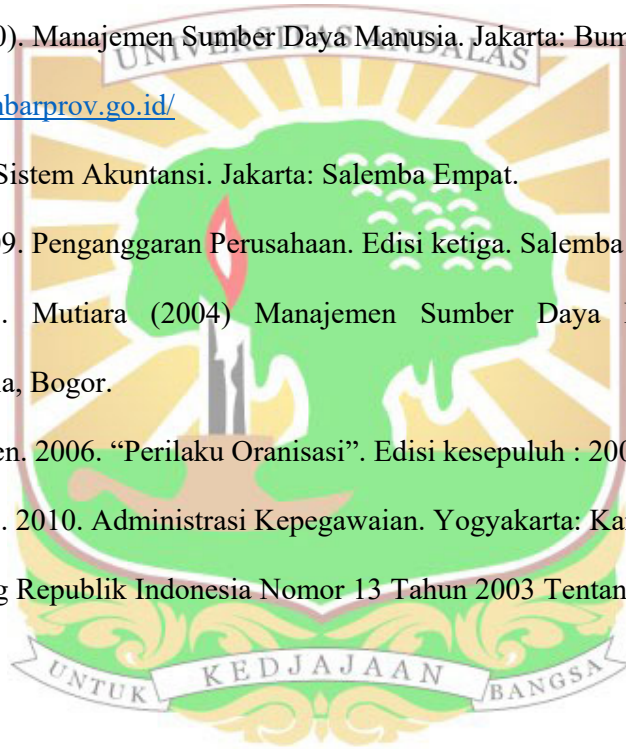 0). Manajemen Sumber Daya Manusia. Jakarta: Bum
UNIVERSITAS ANDALAS
nbarprov.go.id/
Sistem Akuntansi. Jakarta: Salemba Empat.
09. Penganggaran Perusahaan. Edisi ketiga. Salemba
. Mutiara (2004) Manajemen Sumber Daya
a, Bogor.
en. 2006. “Perilaku Oranisasi”. Edisi kesepuluh : 200
. 2010. Administrasi Kepegawaian. Yogyakarta: Ka
g Republik Indonesia Nomor 13 Tahun 2003 Tentan
UNTUK KEDJAJAAN BANGSA